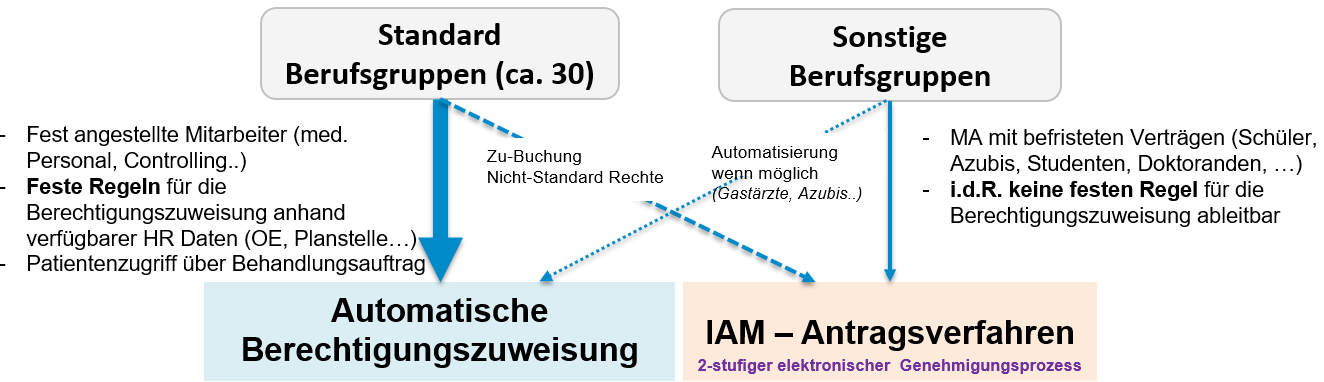 Standard
Berufsgruppen (ca. 30)
Sonstige
Berufsgruppen
- Fest angestellte Mitarbeiter (med.
Personal, Controlling..)
- Feste Regeln für die
Berechtigungszuweisung anhand
verfügbarer HR Daten (OE, Planstelle…)
- Patientenzugriff über Behandlungsauftrag
Zu-Buchung
Nicht-Standard Rechte
Automatisierung
wenn möglich
(Gastärzte, Azubis..)
- MA mit befristeten Verträgen (Schüler,
Azubis, Studenten, Doktoranden, …)
- i.d.R. keine festen Regel für die
Berechtigungszuweisung ableitbar
Automatische
Berechtigungszuweisung
IAM – Antragsverfahren
2-stufiger elektronischer Genehmigungsprozess